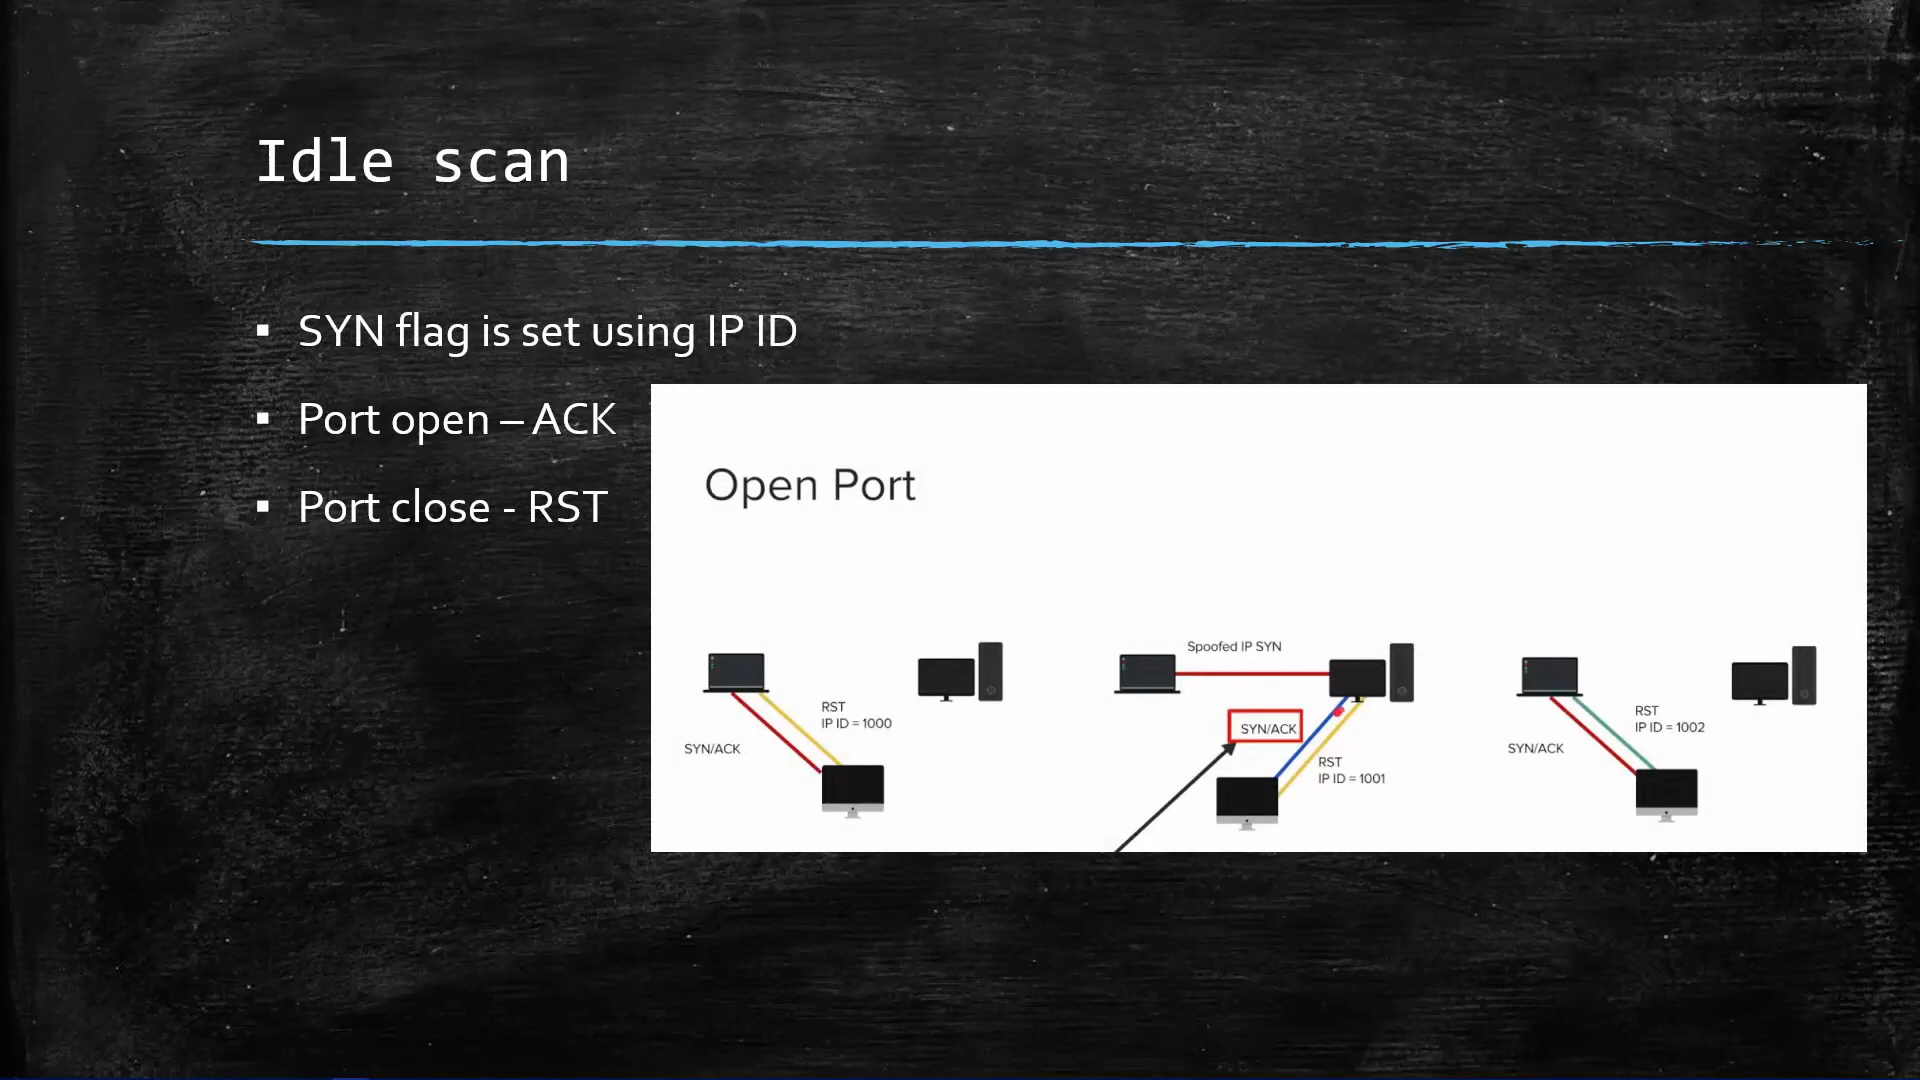 Idle scan
▪ SYN flag is set using IP ID
▪ Port open – ACK
▪ Port close - RST
Open Port
RST
IP ID = 1000
SYN/ACK
Spoofed IP SYN
SYN/ACK
RST
IP ID = 1001
RST
IP ID = 1002
SYN/ACK